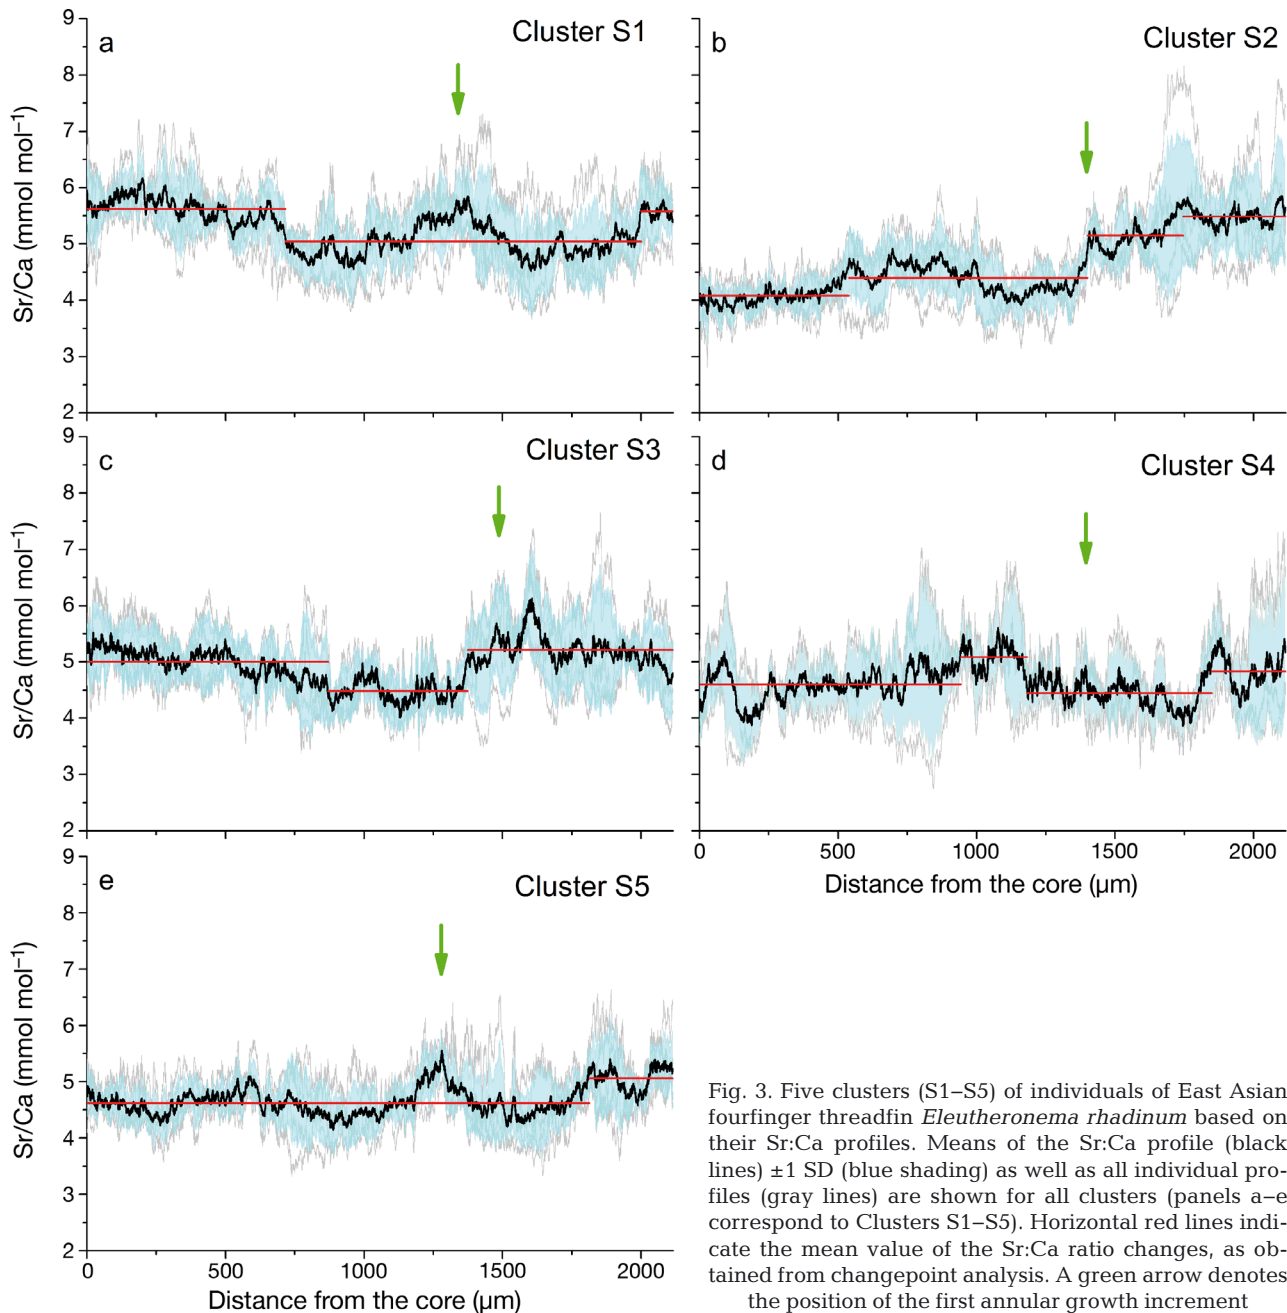 a
Cluster S1
9
8
7
6
5
4
3
2
Sr/Ca (mmol mol⁻¹)
b
Cluster S2
c
Cluster S3
9
8
7
6
5
4
3
2
Sr/Ca (mmol mol⁻¹)
d
Cluster S4
0 500 1000 1500 2000
Distance from the core (µm)
e
Cluster S5
9
8
7
6
5
4
3
2
Sr/Ca (mmol mol⁻¹)
0 500 1000 1500 2000
Distance from the core (µm)
Fig. 3. Five clusters (S1–S5) of individuals of East Asian
fourfinger threadfin Eleutheronema rhadinum based on
their Sr:Ca profiles. Means of the Sr:Ca profile (black
lines) ±1 SD (blue shading) as well as all individual pro-
files (gray lines) are shown for all clusters (panels a–e
correspond to Clusters S1–S5). Horizontal red lines indi-
cate the mean value of the Sr:Ca ratio changes, as ob-
tained from changepoint analysis. A green arrow denotes
the position of the first annular growth increment